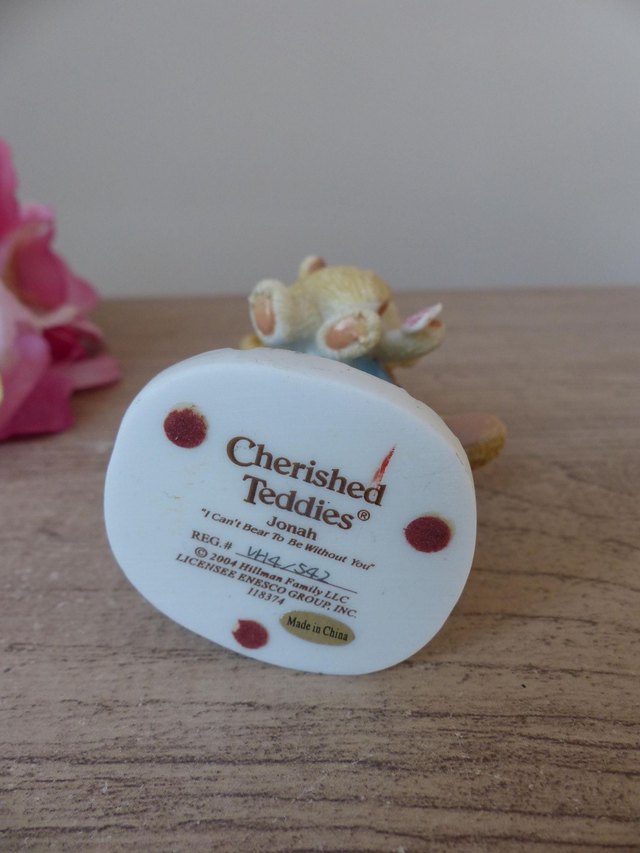 Cherished
Teddies®
Jonah
"I Can't Bear To Be Without You"
REG.# VH4/542
© 2004 Hillman Family LLC
LICENSEE ENESCO GROUP, INC.
118374
Made in China